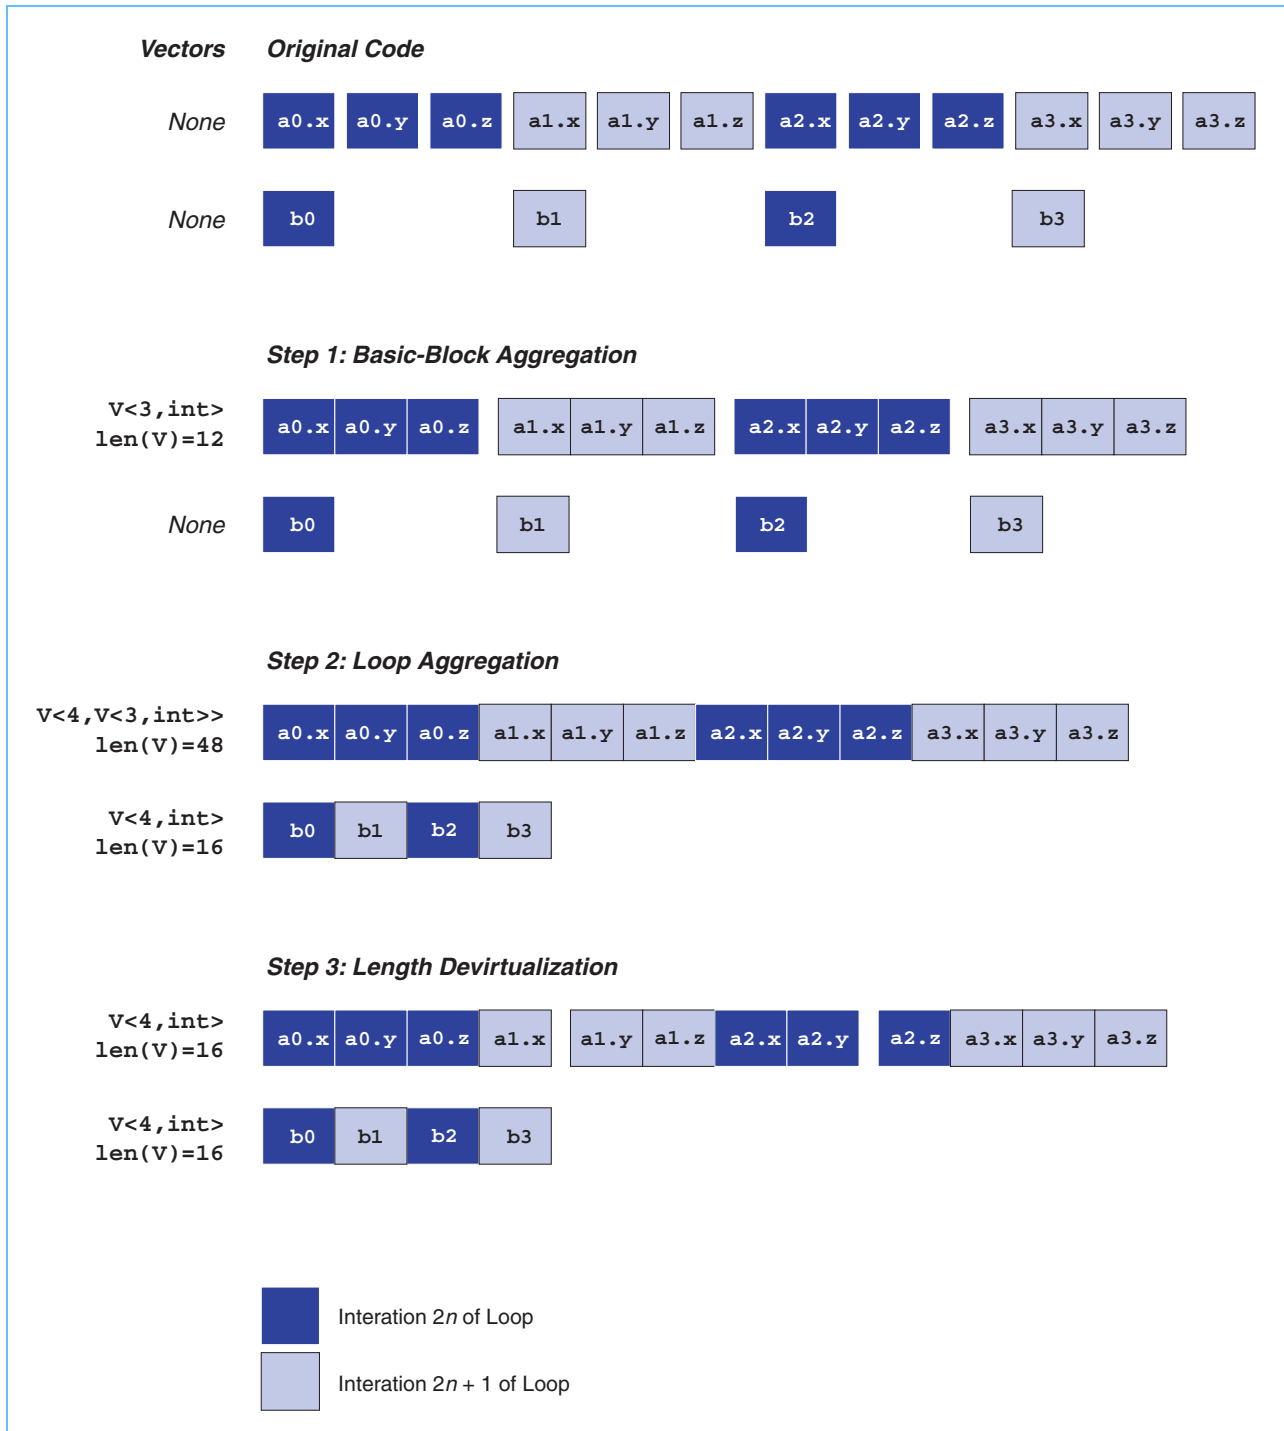 Vectors Original Code
None a0.x a0.y a0.z a1.x a1.y a1.z a2.x a2.y a2.z a3.x a3.y a3.z
None b0 b1 b2 b3
Step 1: Basic-Block Aggregation
V<3,int>
len(V)=12
a0.x a0.y a0.z a1.x a1.y a1.z a2.x a2.y a2.z a3.x a3.y a3.z
None b0 b1 b2 b3
Step 2: Loop Aggregation
V<4,V<3,int>>
len(V)=48
a0.x a0.y a0.z a1.x a1.y a1.z a2.x a2.y a2.z a3.x a3.y a3.z
V<4,int>
len(V)=16
b0 b1 b2 b3
Step 3: Length Devirtualization
V<4,int>
len(V)=16
a0.x a0.y a0.z a1.x a1.y a1.z a2.x a2.y a2.z a3.x a3.y a3.z
V<4,int>
len(V)=16
b0 b1 b2 b3
Interation 2n of Loop
Interation 2n + 1 of Loop